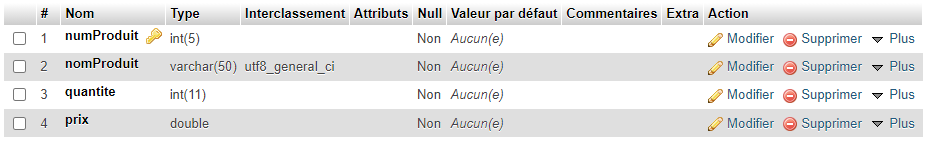 # Nom Type Interclassement Attributs Null Valeur par défaut Commentaires Extra Action
1 numProduit int(5) Non Aucun(e) Modifier Supprimer Plus
2 nomProduit varchar(50) utf8_general_ci Non Aucun(e) Modifier Supprimer Plus
3 quantite int(11) Non Aucun(e) Modifier Supprimer Plus
4 prix double Non Aucun(e) Modifier Supprimer Plus